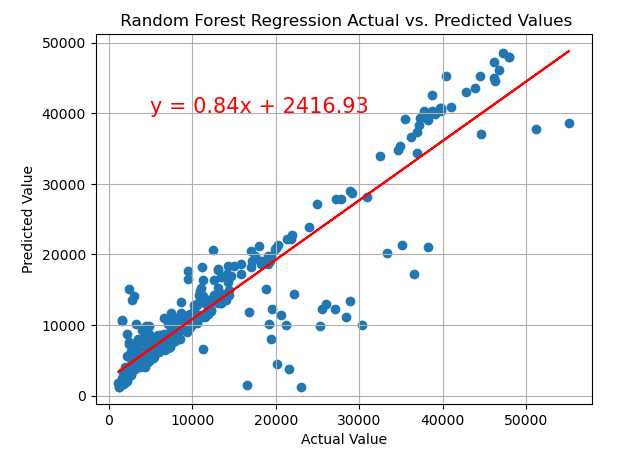 Random Forest Regression Actual vs. Predicted Values
50000
40000
30000
20000
10000
0
y = 0.84x + 2416.93
Predicted Value
0 10000 20000 30000 40000 50000
Actual Value